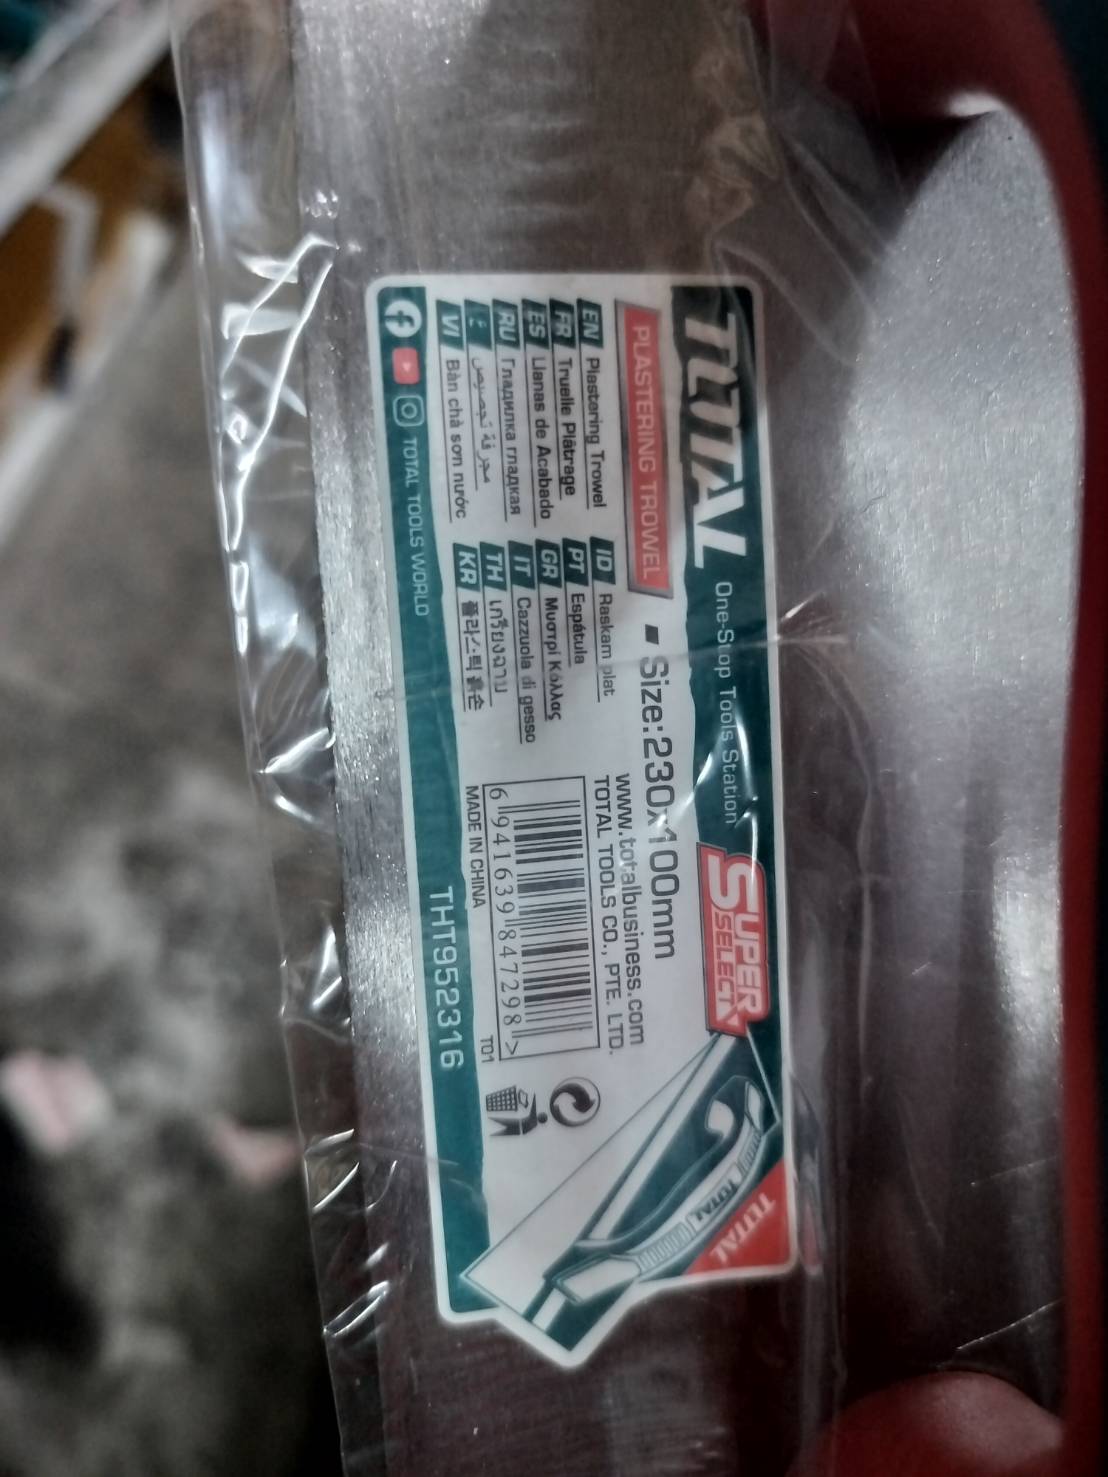 TOTAL One-Stop Tools Station
SUPER SELECT
PLASTERING TROWEL
▪ Size:230x100mm
EN Plastering Trowel
FR Truelle Plâtrage
ES Llanas de Acabado
RU Гладилка гладкая
مجرفة تجصيص
VI Bàn chà sơn nước
ID Raskam plat
PT Espátula
GR Μυστρί Κόλλας
IT Cazzuola di gesso
TH เกรียงฉาบ
KR 플라스틱 흙손
www.totalbusiness.com
TOTAL TOOLS CO., PTE. LTD.
6 941639 847298 >
MADE IN CHINA
T01
TOTAL TOOLS WORLD
THT952316
TOTAL
TOTAL
TOTAL